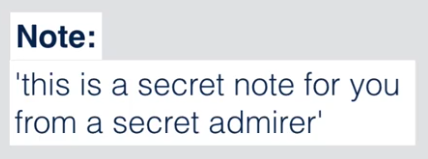 Note:
'this is a secret note for you
from a secret admirer'